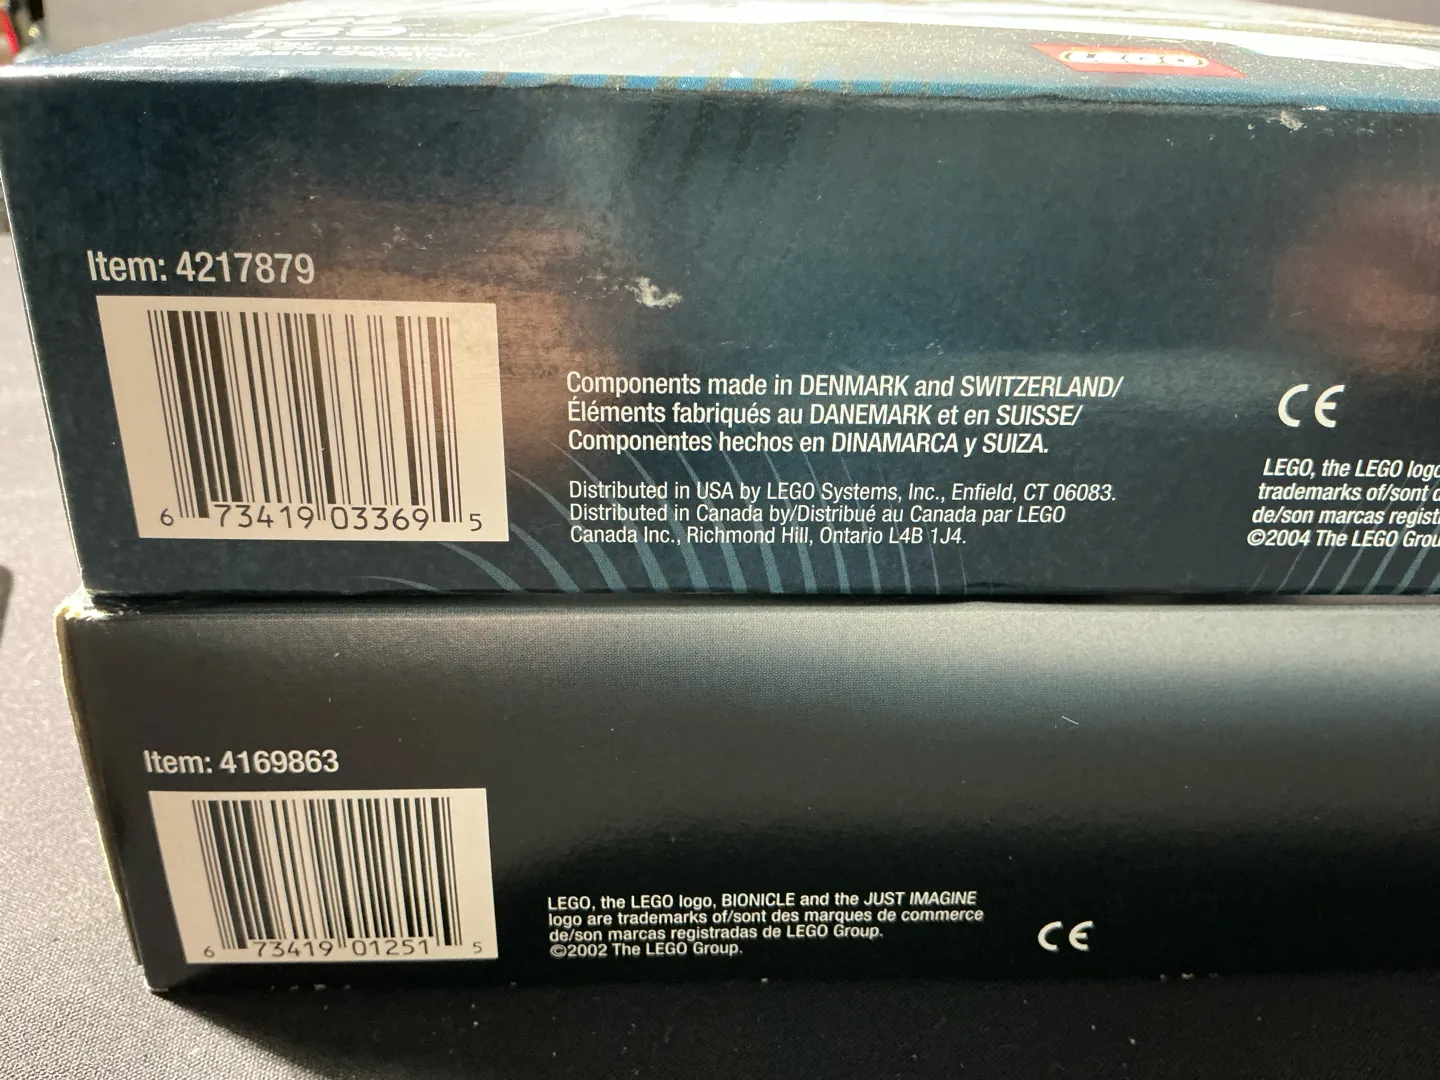 169
LEGO
Item: 4217879
6 73419 03369 5
Components made in DENMARK and SWITZERLAND/
Éléments fabriqués au DANEMARK et en SUISSE/
Componentes hechos en DINAMARCA y SUIZA.
Distributed in USA by LEGO Systems, Inc., Enfield, CT 06083.
Distributed in Canada by/Distribué au Canada par LEGO
Canada Inc., Richmond Hill, Ontario L4B 1J4.
CE
LEGO, the LEGO logo
trademarks of/sont
de/son marcas regist
©2004 The LEGO Grou
Item: 4169863
6 73419 01251 5
LEGO, the LEGO logo, BIONICLE and the JUST IMAGINE
logo are trademarks of/sont des marques de commerce
de/son marcas registradas de LEGO Group.
©2002 The LEGO Group.
CE